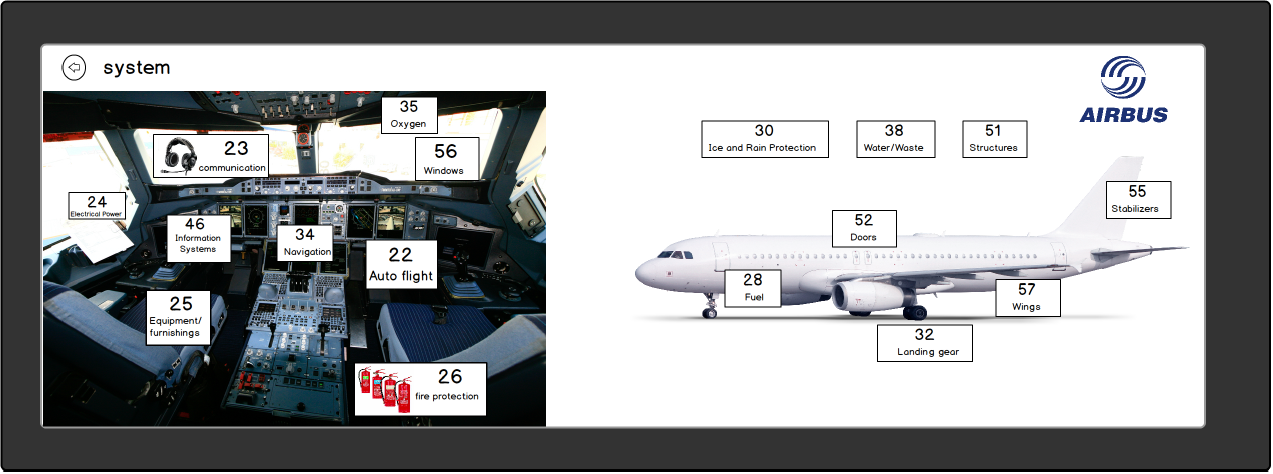 system
AIRBUS
35
Oxygen
23
communication
56
Windows
24
Electrical Power
46
Information
Systems
34
Navigation
22
Auto flight
25
Equipment/
furnishings
26
fire protection
30
Ice and Rain Protection
38
Water/Waste
51
Structures
55
Stabilizers
52
Doors
28
Fuel
57
Wings
32
Landing gear